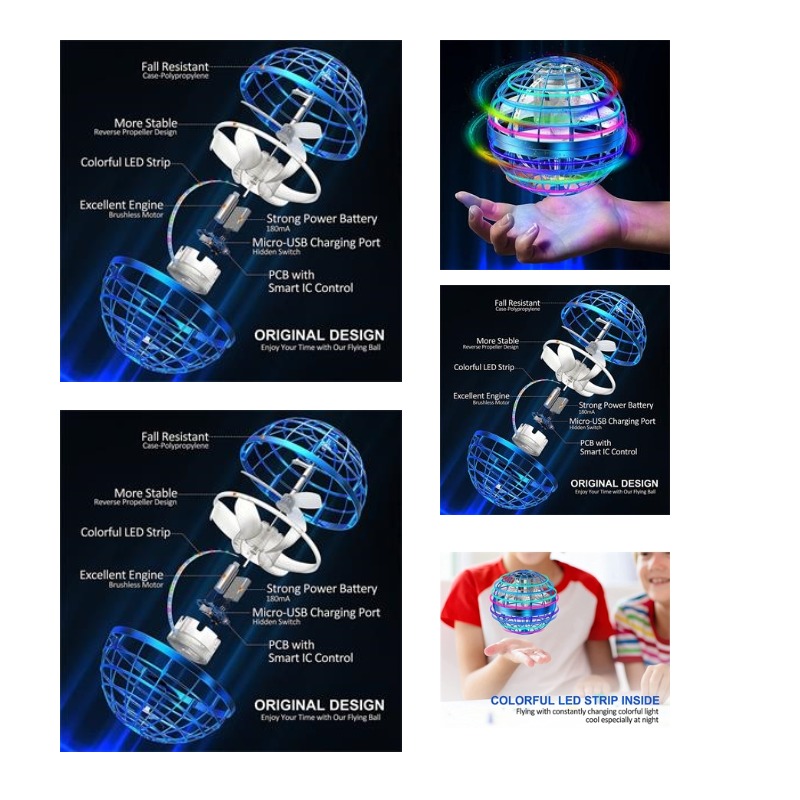 Fall Resistant
Case-Polypropylene
More Stable
Reverse Propeller Design
Colorful LED Strip
Excellent Engine
Brushless Motor
Strong Power Battery
180mA
Micro-USB Charging Port
Hidden Switch
PCB with
Smart IC Control
ORIGINAL DESIGN
Enjoy Your Time with Our Flying Ball
Fall Resistant
Case-Polypropylene
More Stable
Reverse Propeller Design
Colorful LED Strip
Excellent Engine
Brushless Motor
Strong Power Battery
180mA
Micro-USB Charging Port
Hidden Switch
PCB with
Smart IC Control
ORIGINAL DESIGN
Enjoy Your Time with Our Flying Ball
Fall Resistant
Case-Polypropylene
More Stable
Reverse Propeller Design
Colorful LED Strip
Excellent Engine
Brushless Motor
Strong Power Battery
180mA
Micro-USB Charging Port
Hidden Switch
PCB with
Smart IC Control
ORIGINAL DESIGN
Enjoy Your Time with Our Flying Ball
COLORFUL LED STRIP INSIDE
Flying with constantly changing colorful light
cool especially at night